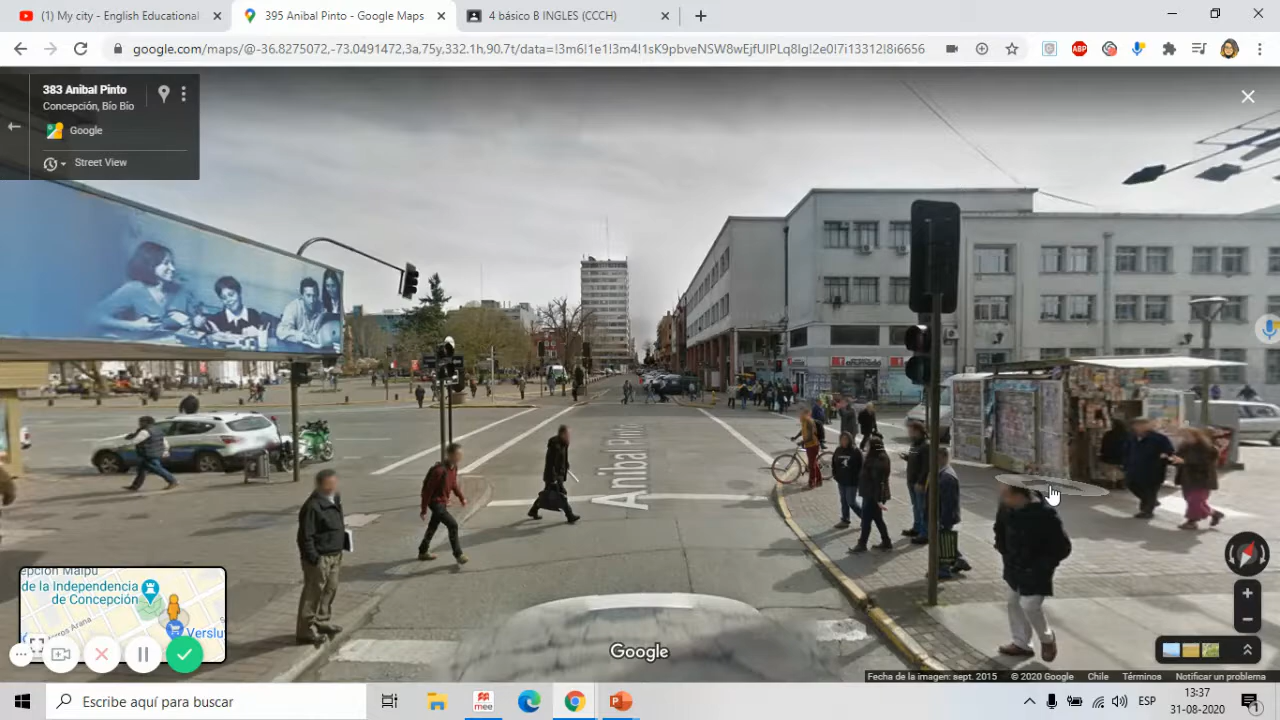 (1) My city - English Educational
395 Anibal Pinto - Google Maps
4 básico B INGLES (CCCH)
google.com/maps/@-36.8275072,-73.0491472,3a,75y,332.1h,90.7t/data=!3m6!1e1!3m4!1sK9pbveNSW8wEjfUIPLq8Ig!2e0!7i13312!8i6656
ABP
383 Anibal Pinto
Concepción, Bío Bío
Google
Street View
Anibal Pinto
de la Independencia
de Concepción
Google
Fecha de la imagen: sept. 2015 © 2020 Google Chile Términos Notificar un problema
Escribe aquí para buscar
ESP
13:37
31-08-2020